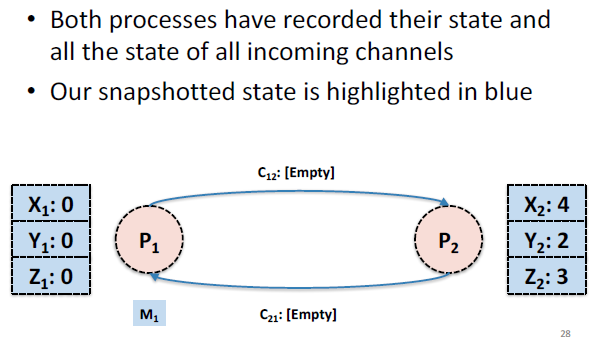 • Both processes have recorded their state and
all the state of all incoming channels
• Our snapshotted state is highlighted in blue
C₁₂: [Empty]
X₁: 0
Y₁: 0
Z₁: 0
P₁
P₂
X₂: 4
Y₂: 2
Z₂: 3
M₁
C₂₁: [Empty]
28